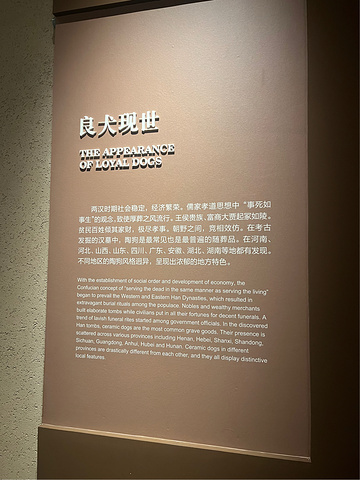 良犬现世
THE APPEARANCE
OF LOYAL DOGS
两汉时期社会稳定，经济繁荣，儒家孝道思想中“事死如
事生”的观念，致使厚葬之风流行。王侯贵族、富商大贾起冢如陵。
贫民百姓倾其家财，极尽孝事，朝野之间，竞相效仿。在考古
发掘的汉墓中，陶狗是最常见也是最普遍的随葬品。在河南、
河北、山西、山东、四川、广东、安徽、湖北、湖南等地都有发现。
不同地区的陶狗风格迥异，呈现出浓郁的地方特色。
With the establishment of social order and development of economy, the
Confucian concept of "serving the dead in the same manner as serving the living"
began to prevail the Western and Eastern Han Dynasties, which resulted in
extravagant burial rituals among the populace. Nobles and wealthy merchants
built elaborate tombs while civilians put in all their fortunes for decent funerals. A
trend of lavish funeral rites started among government officials. In the discovered
Han tombs, ceramic dogs are the most common grave goods. Their presence is
scattered across various provinces including Henan, Hebei, Shanxi, Shandong,
Sichuan, Guangdong, Anhui, Hubei and Hunan. Ceramic dogs in different
provinces are drastically different from each other, and they all display distinctive
local features.